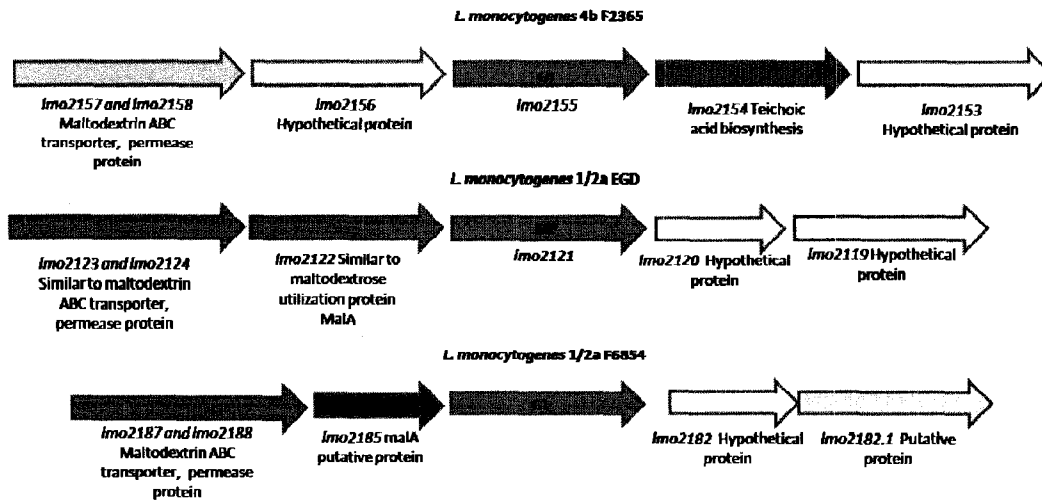 L. monocytogenes 4b F2365
lmo2157 and lmo2158
Maltodextrin ABC
transporter, permease
protein
lmo2156
Hypothetical protein
lmo2155
lmo2154 Teichoic
acid biosynthesis
lmo2153
Hypothetical protein
L. monocytogenes 1/2a EGD
lmo2123 and lmo2124
Similar to maltodextrin
ABC transporter,
permease protein
lmo2122 Similar to
maltodextrose
utilization protein
MalA
lmo2121
lmo2120 Hypothetical
protein
lmo2119 Hypothetical
protein
L. monocytogenes 1/2a F6854
lmo2187 and lmo2188
Maltodextrin ABC
transporter, permease
protein
lmo2185 malA
putative protein
lmo2182 Hypothetical
protein
lmo2182.1 Putative
protein